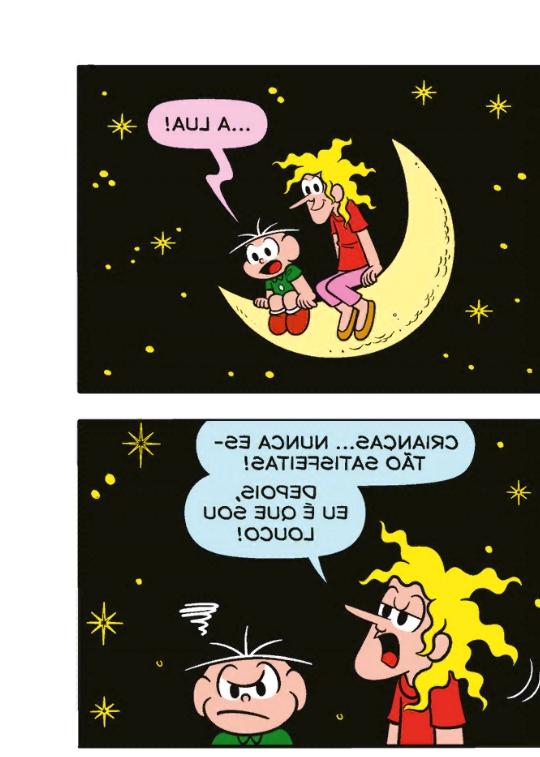 ...A LUA!
CRIANÇAS... NUNCA ES-
TÃO SATISFEITAS!
DEPOIS,
EU É QUE SOU
LOUCO!